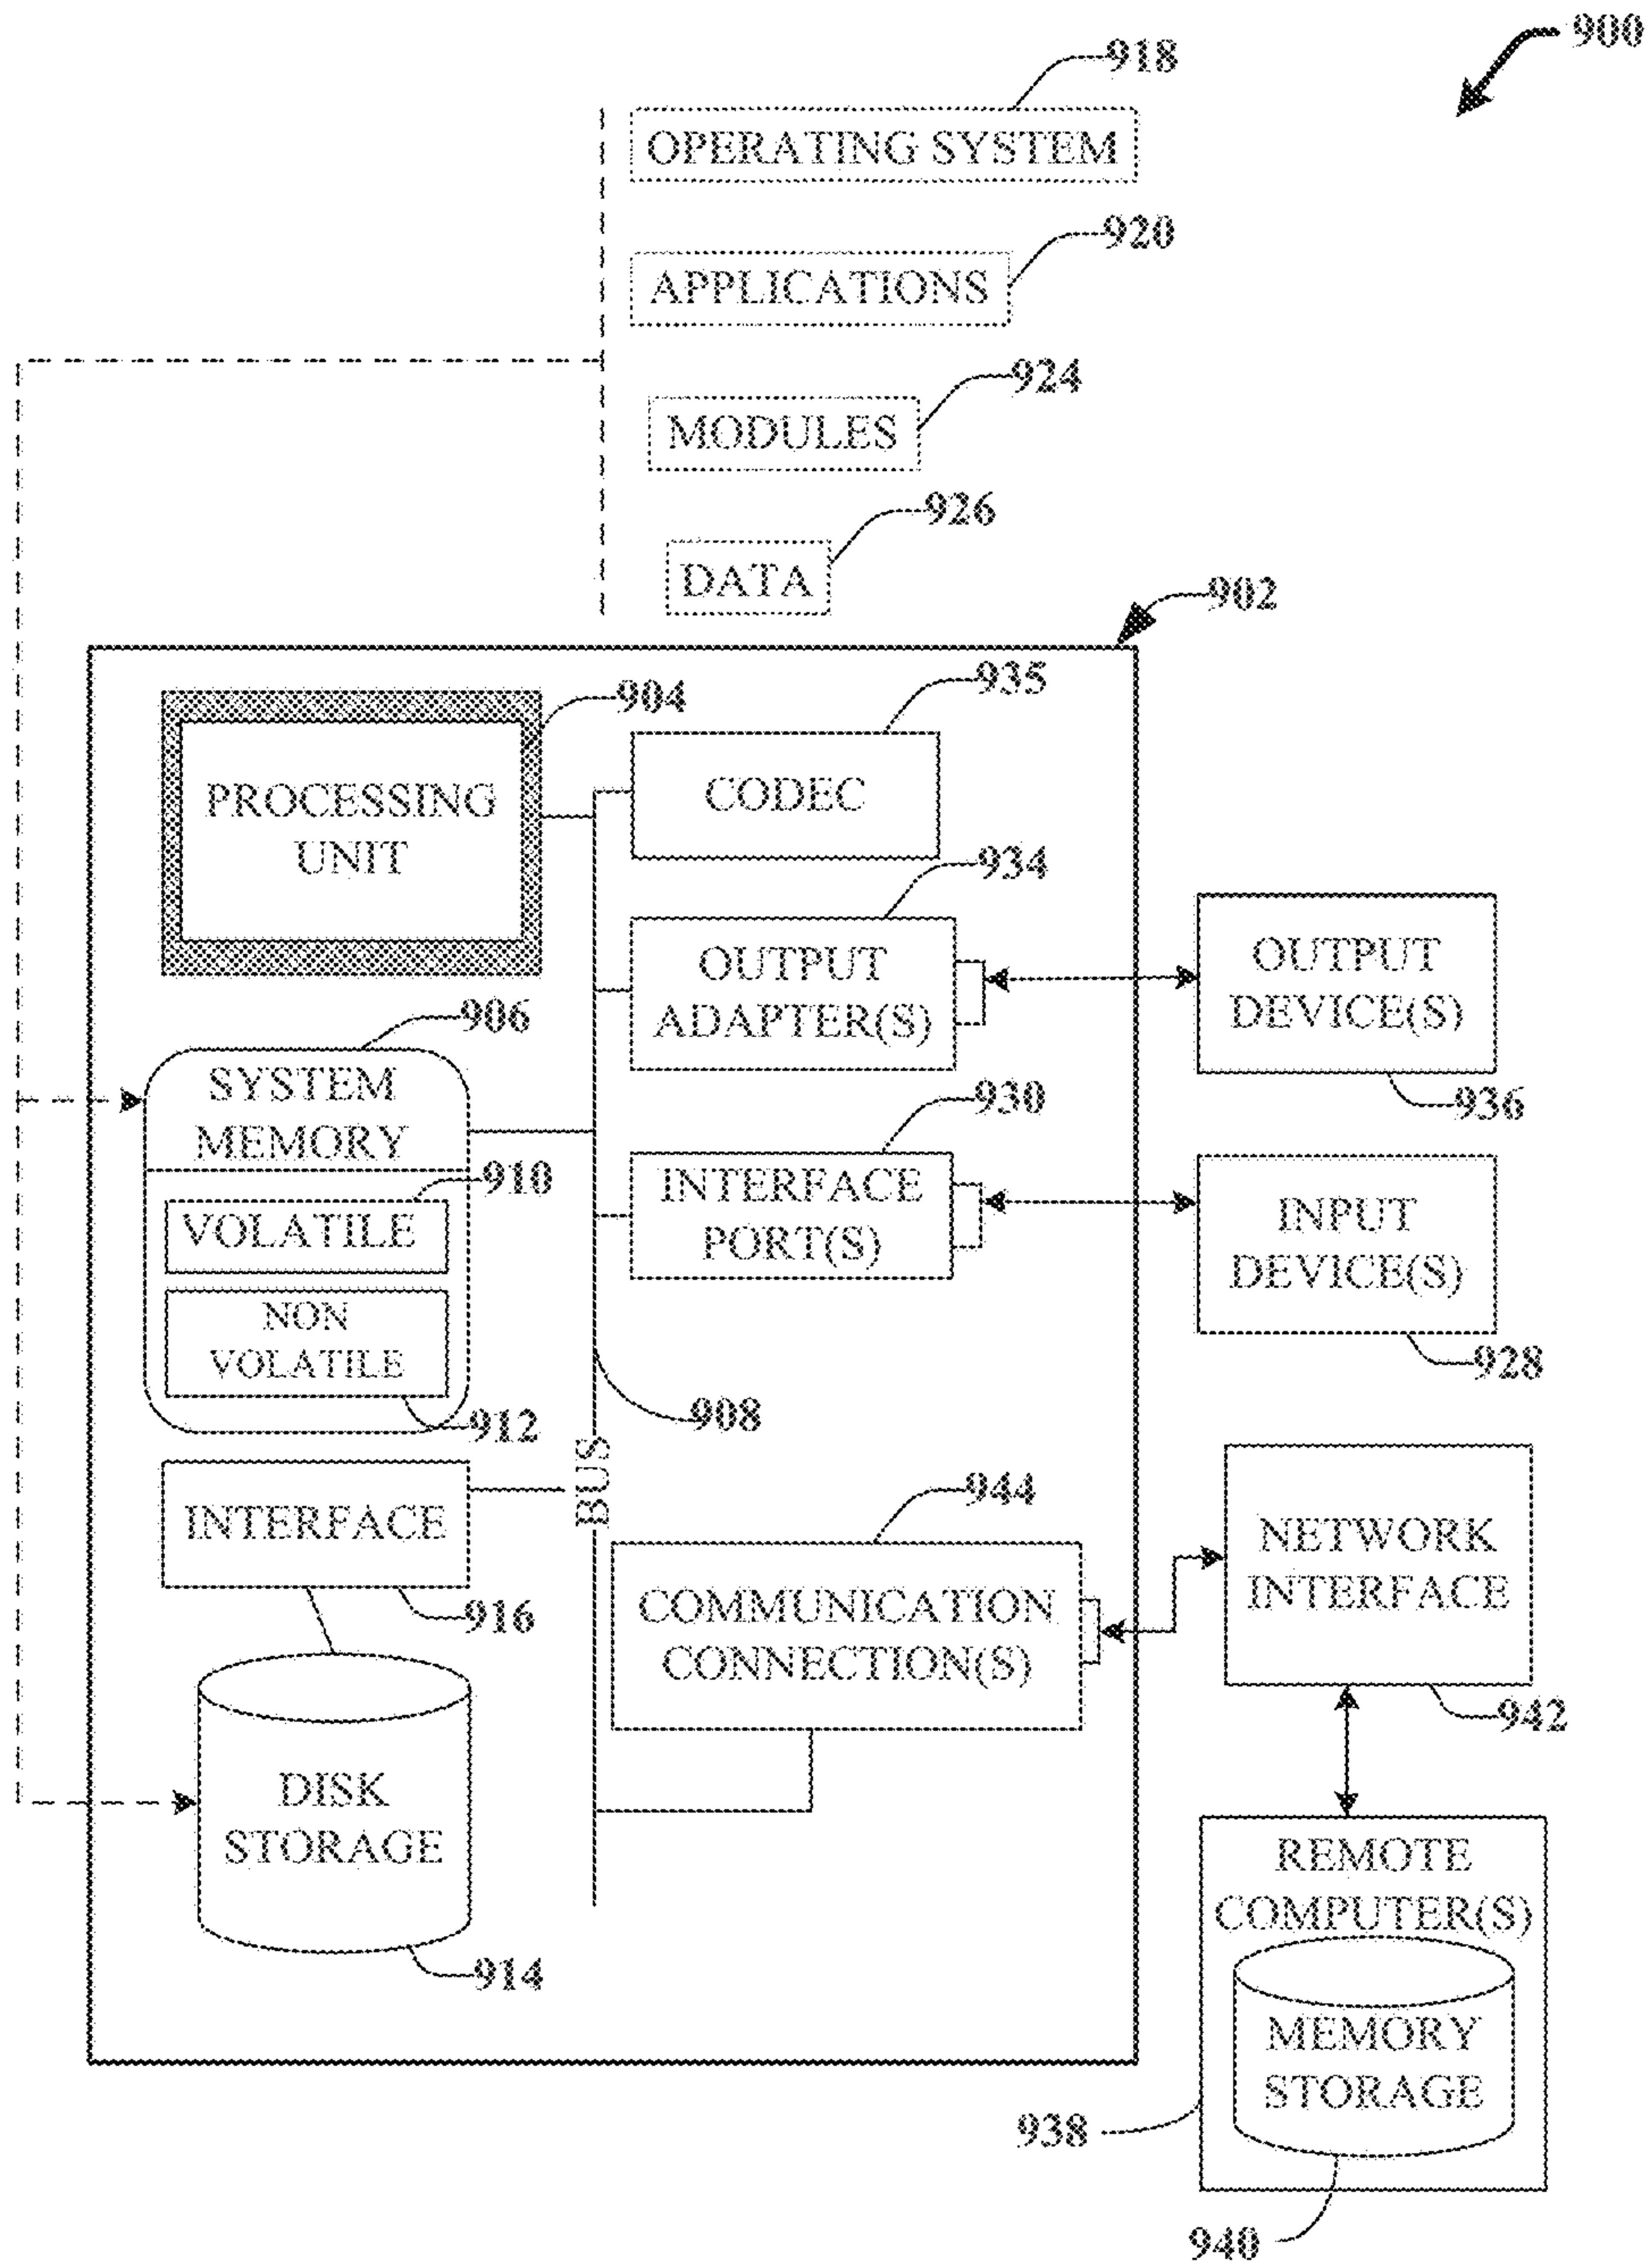 900
918
OPERATING SYSTEM
920
APPLICATIONS
924
MODULES
926
DATA
902
904
PROCESSING
UNIT
935
CODEC
934
OUTPUT
ADAPTER(S)
OUTPUT
DEVICE(S)
936
906
SYSTEM
MEMORY
910
VOLATILE
NON
VOLATILE
912
930
INTERFACE
PORT(S)
INPUT
DEVICE(S)
928
908
BUS
INTERFACE
916
944
COMMUNICATION
CONNECTION(S)
NETWORK
INTERFACE
942
DISK
STORAGE
914
REMOTE
COMPUTER(S)
MEMORY
STORAGE
938
940